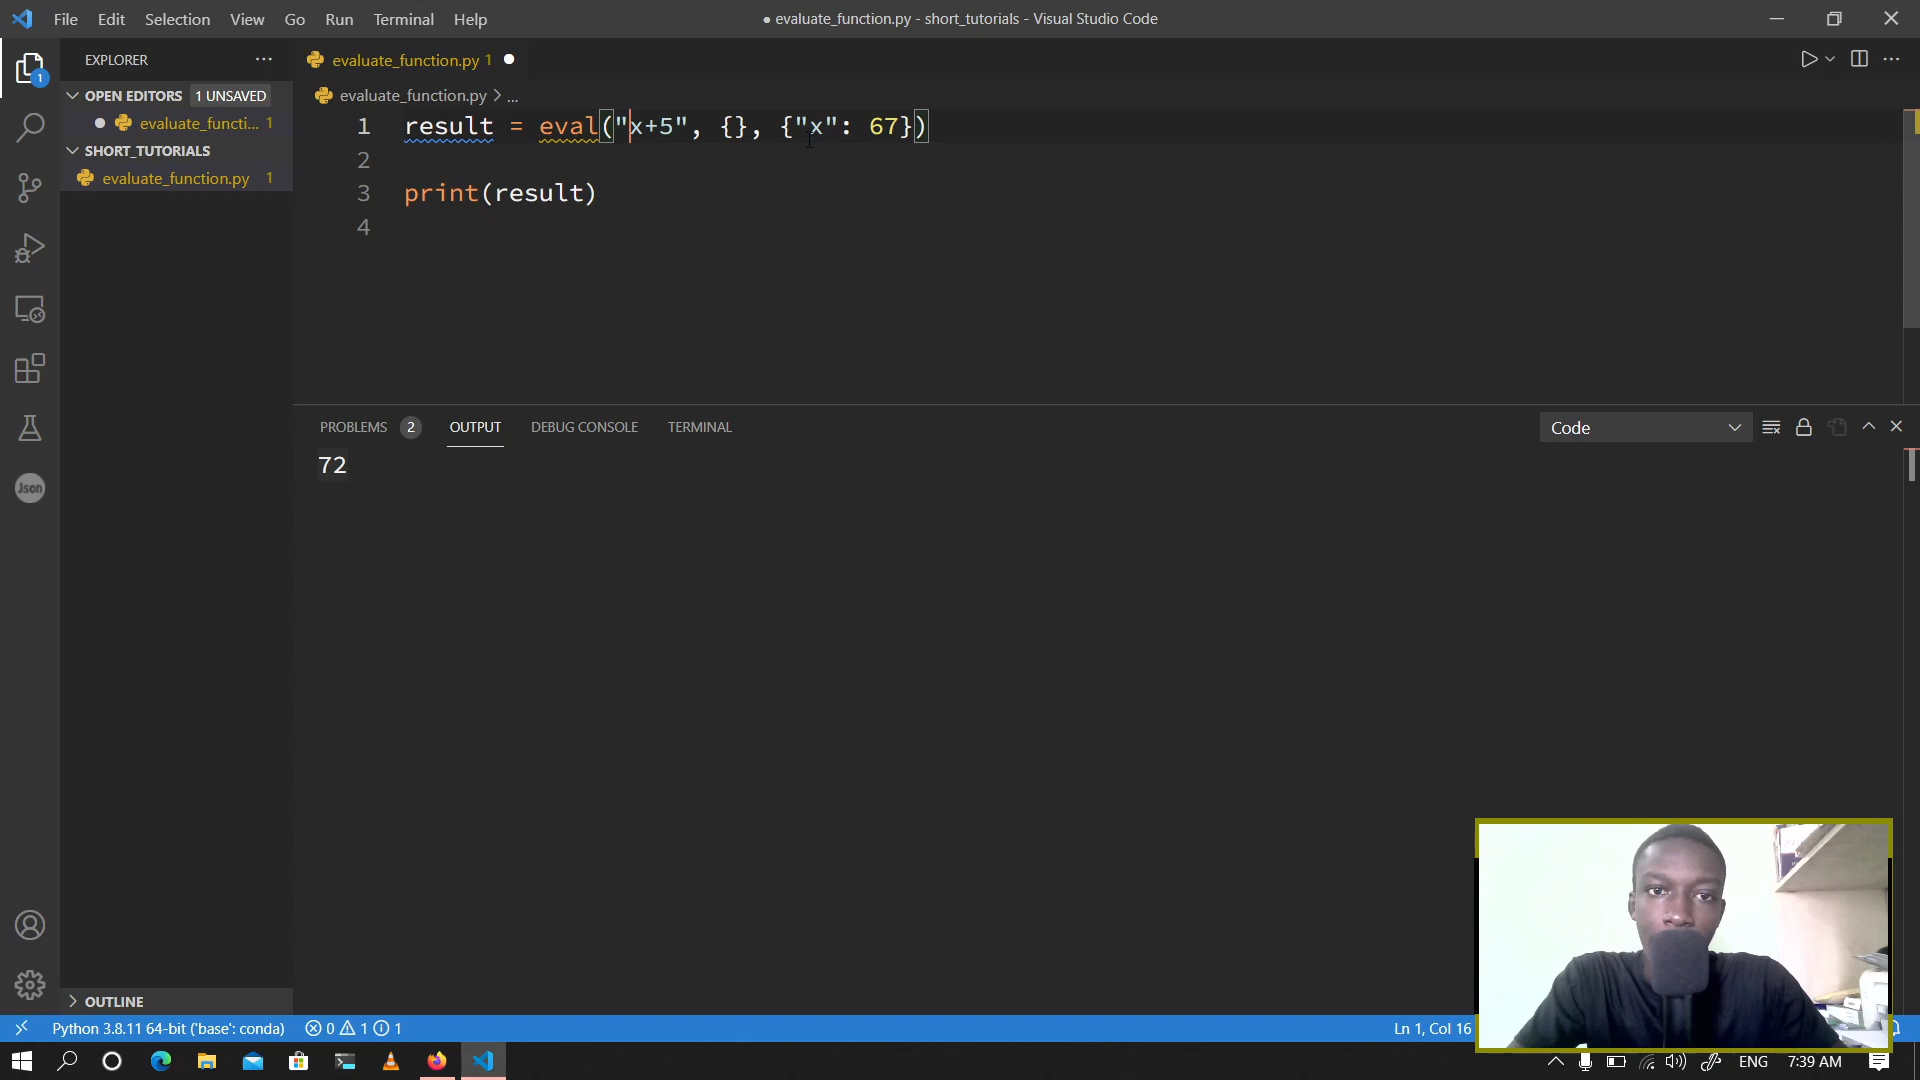 File Edit Selection View Go Run Terminal Help
● evaluate_function.py - short_tutorials - Visual Studio Code
EXPLORER
OPEN EDITORS 1 UNSAVED
evaluate_functi... 1
SHORT_TUTORIALS
evaluate_function.py 1
evaluate_function.py 1
evaluate_function.py > ...
1 result = eval("x+5", {}, {"x": 67})
2
3 print(result)
4
PROBLEMS 2 OUTPUT DEBUG CONSOLE TERMINAL
Code
72
1
Json
OUTLINE
Python 3.8.11 64-bit ('base': conda) 0 1 1
Ln 1, Col 16
ENG 7:39 AM